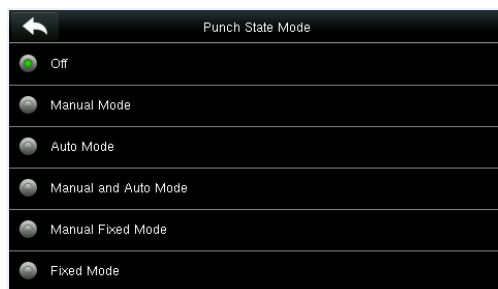 Punch State Mode
Off
Manual Mode
Auto Mode
Manual and Auto Mode
Manual Fixed Mode
Fixed Mode